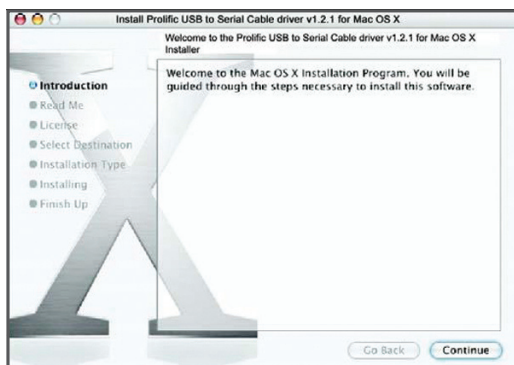 Install Prolific USB to Serial Cable driver v1.2.1 for Mac OS X
Welcome to the Prolific USB to Serial Cable driver v1.2.1 for Mac OS X
Installer
Introduction
Read Me
License
Select Destination
Installation Type
Installing
Finish Up
Welcome to the Mac OS X Installation Program. You will be
guided through the steps necessary to install this software.
Go Back
Continue